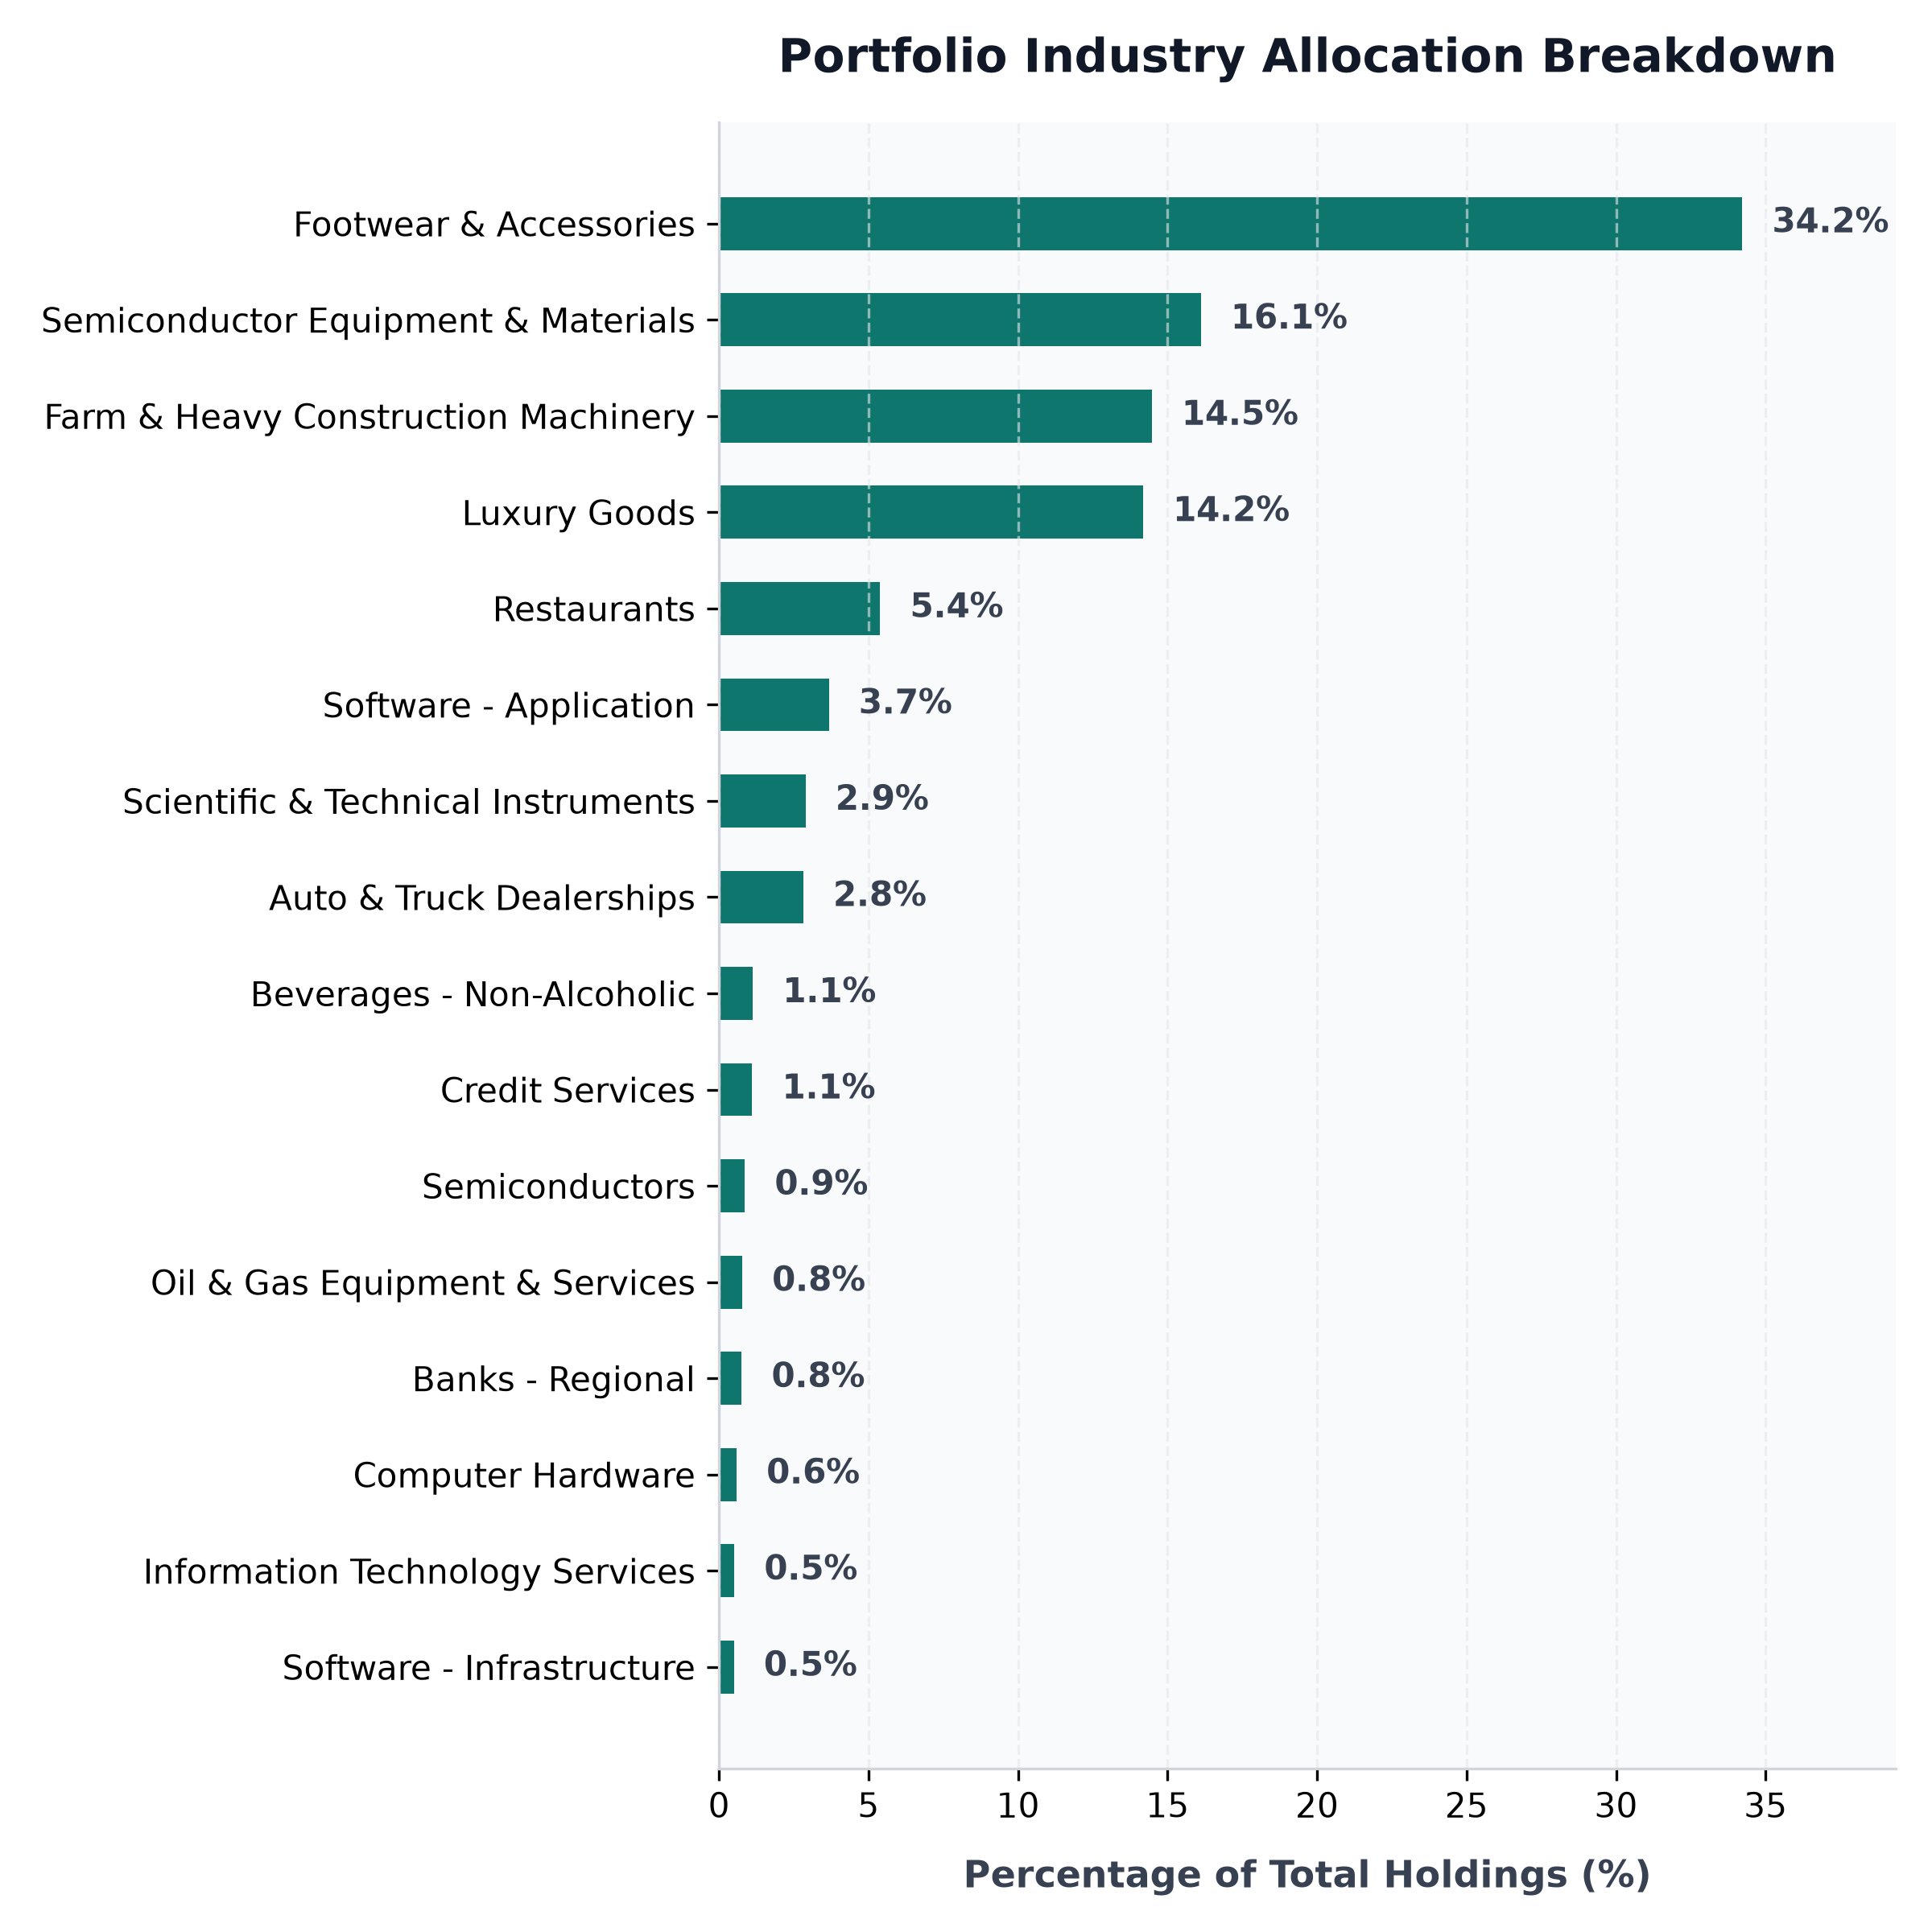 Portfolio Industry Allocation Breakdown
Footwear & Accessories 34.2%
Semiconductor Equipment & Materials 16.1%
Farm & Heavy Construction Machinery 14.5%
Luxury Goods 14.2%
Restaurants 5.4%
Software - Application 3.7%
Scientific & Technical Instruments 2.9%
Auto & Truck Dealerships 2.8%
Beverages - Non-Alcoholic 1.1%
Credit Services 1.1%
Semiconductors 0.9%
Oil & Gas Equipment & Services 0.8%
Banks - Regional 0.8%
Computer Hardware 0.6%
Information Technology Services 0.5%
Software - Infrastructure 0.5%
0 5 10 15 20 25 30 35
Percentage of Total Holdings (%)